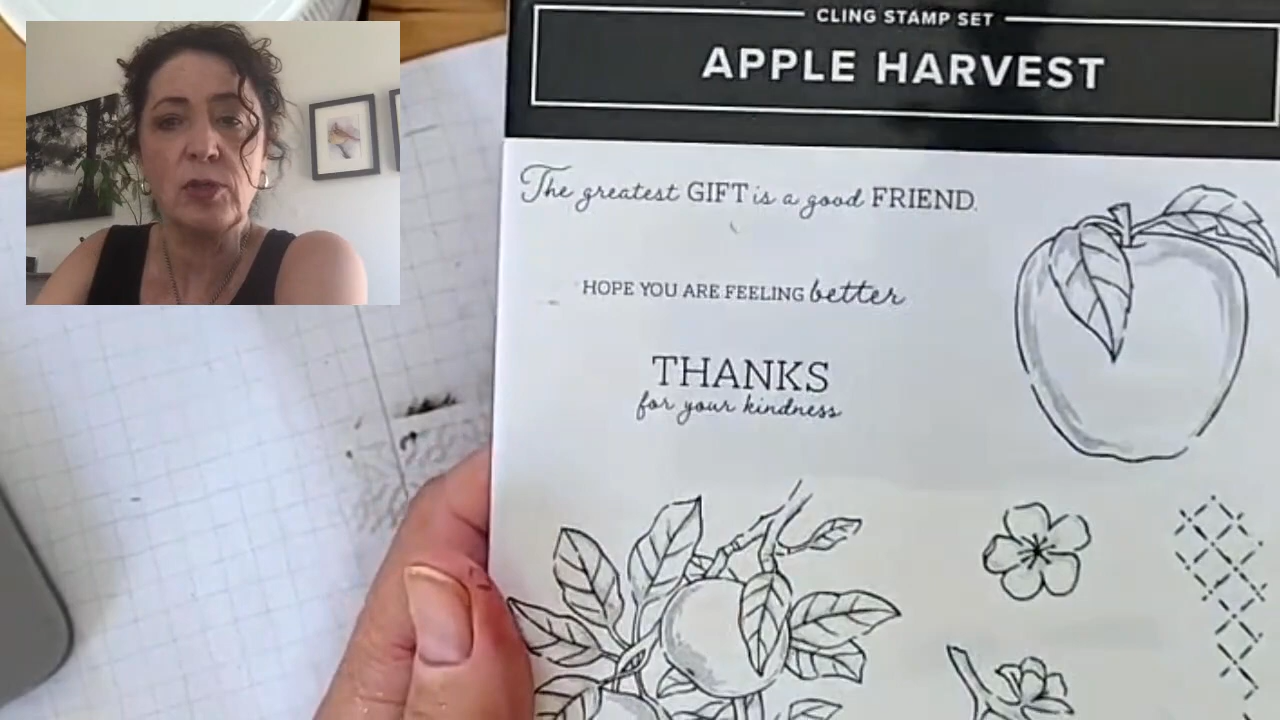 CLING STAMP SET
APPLE HARVEST
The greatest GIFT is a good FRIEND.
HOPE YOU ARE FEELING better
THANKS
for your kindness